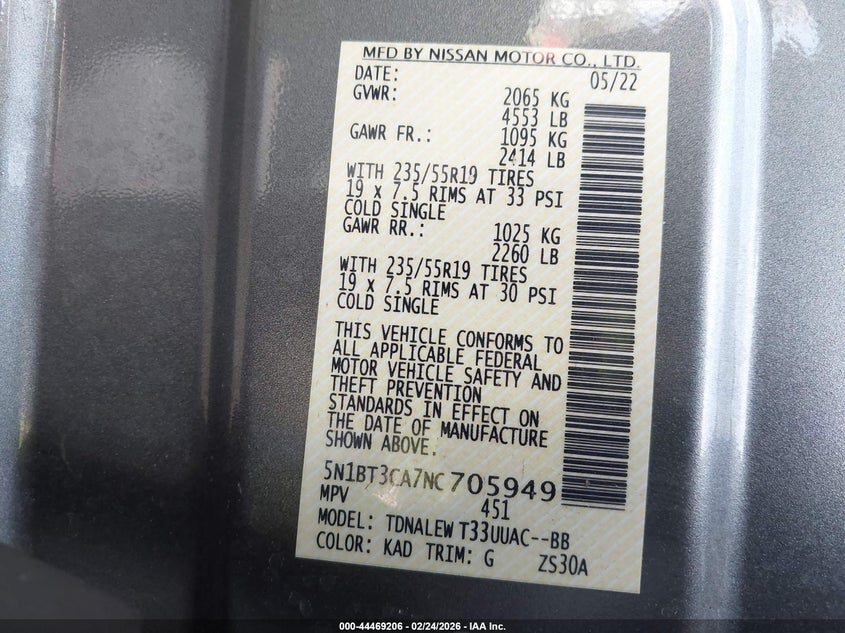 MFD BY NISSAN MOTOR CO., LTD.
DATE: 05/22
GVWR: 2065 KG
4553 LB
GAWR FR.: 1095 KG
2414 LB
WITH 235/55R19 TIRES
19 x 7.5 RIMS AT 33 PSI
COLD SINGLE
GAWR RR.: 1025 KG
2260 LB
WITH 235/55R19 TIRES
19 x 7.5 RIMS AT 30 PSI
COLD SINGLE
THIS VEHICLE CONFORMS TO
ALL APPLICABLE FEDERAL
MOTOR VEHICLE SAFETY AND
THEFT PREVENTION
STANDARDS IN EFFECT ON
THE DATE OF MANUFACTURE
SHOWN ABOVE.
5N1BT3CA7NC705949
MPV 451
MODEL: TDNALEW T33UUAC--BB
COLOR: KAD TRIM: G ZS30A
000-44469206 - 02/24/2026 - IAA Inc.